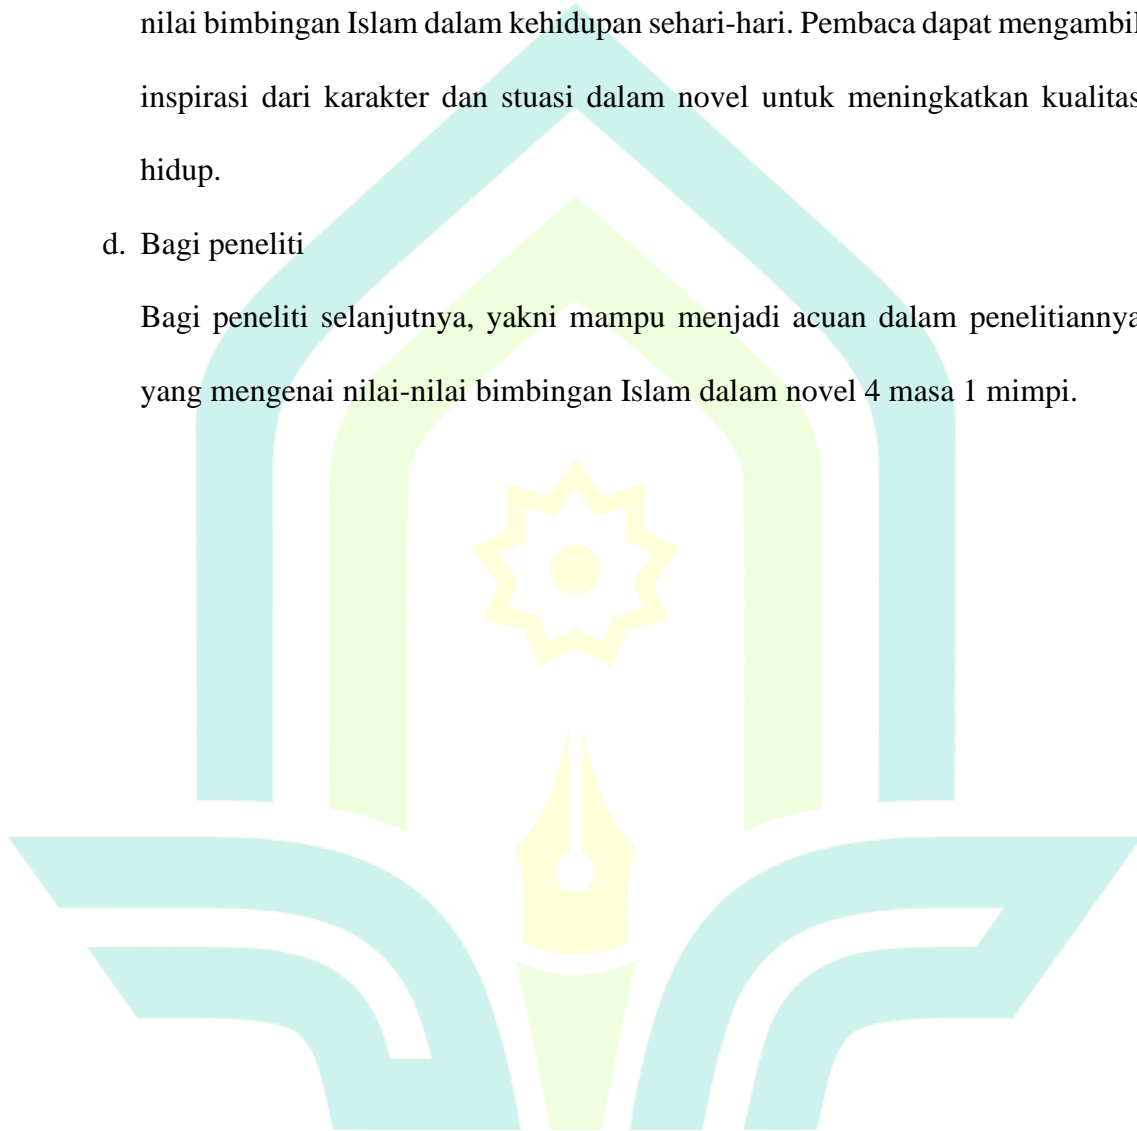 nilai bimbingan Islam dalam kehidupan sehari-hari. Pembaca dapat mengambil
inspirasi dari karakter dan stuasi dalam novel untuk meningkatkan kualitas
hidup.
d. Bagi peneliti
Bagi peneliti selanjutnya, yakni mampu menjadi acuan dalam penelitiannya
yang mengenai nilai-nilai bimbingan Islam dalam novel 4 masa 1 mimpi.